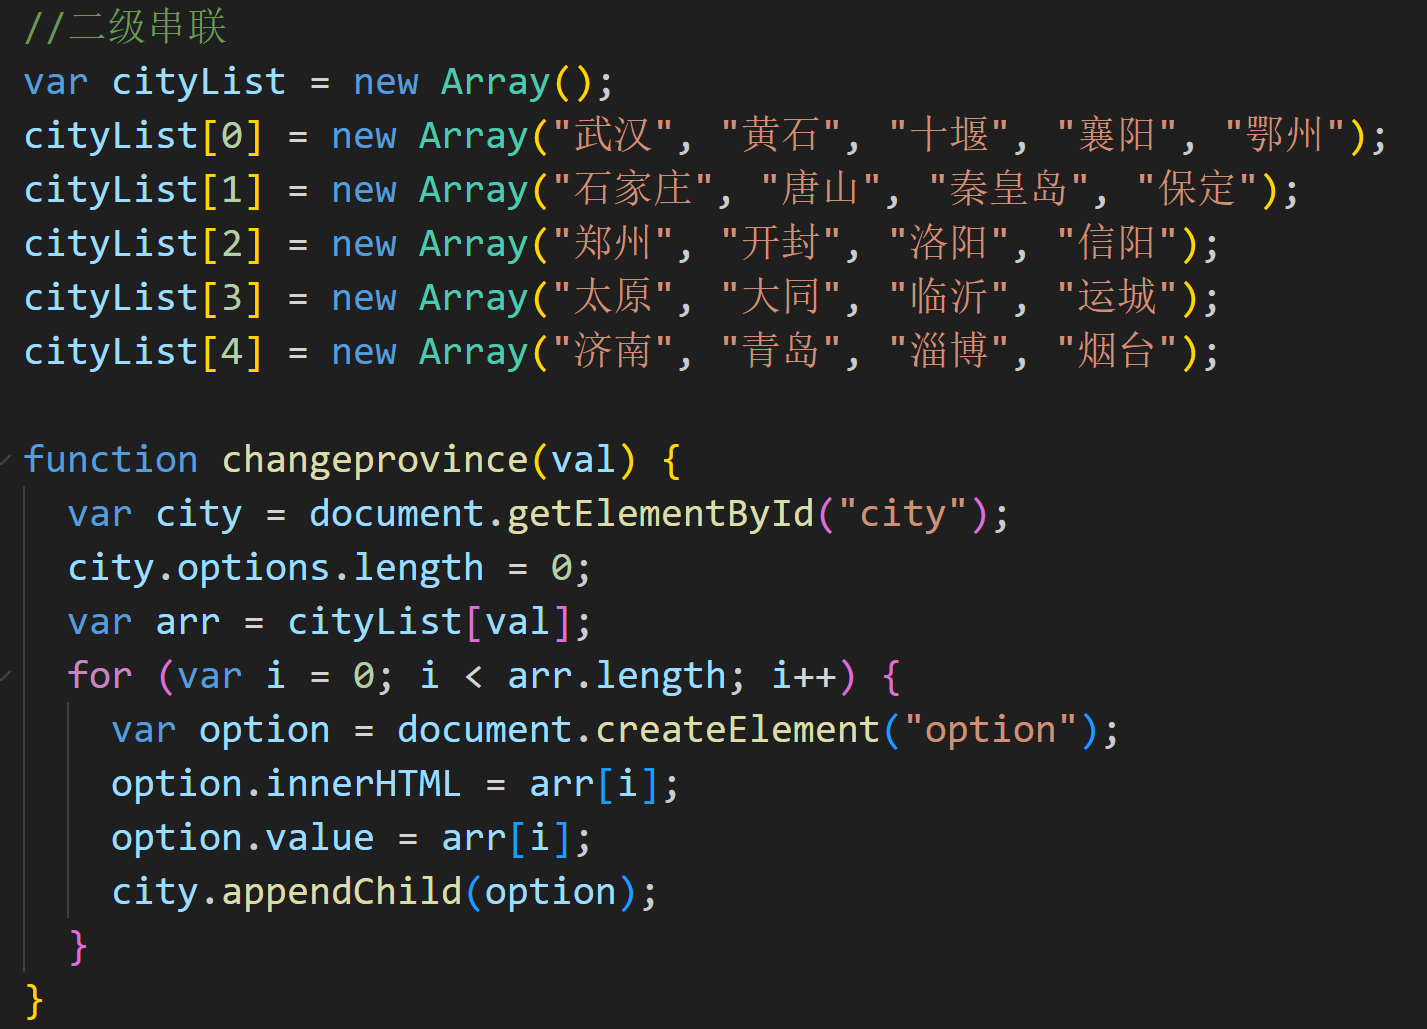 //二级串联
var cityList = new Array();
cityList[0] = new Array("武汉", "黄石", "十堰", "襄阳", "鄂州");
cityList[1] = new Array("石家庄", "唐山", "秦皇岛", "保定");
cityList[2] = new Array("郑州", "开封", "洛阳", "信阳");
cityList[3] = new Array("太原", "大同", "临沂", "运城");
cityList[4] = new Array("济南", "青岛", "淄博", "烟台");
function changeprovince(val) {
var city = document.getElementById("city");
city.options.length = 0;
var arr = cityList[val];
for (var i = 0; i < arr.length; i++) {
var option = document.createElement("option");
option.innerHTML = arr[i];
option.value = arr[i];
city.appendChild(option);
}
}